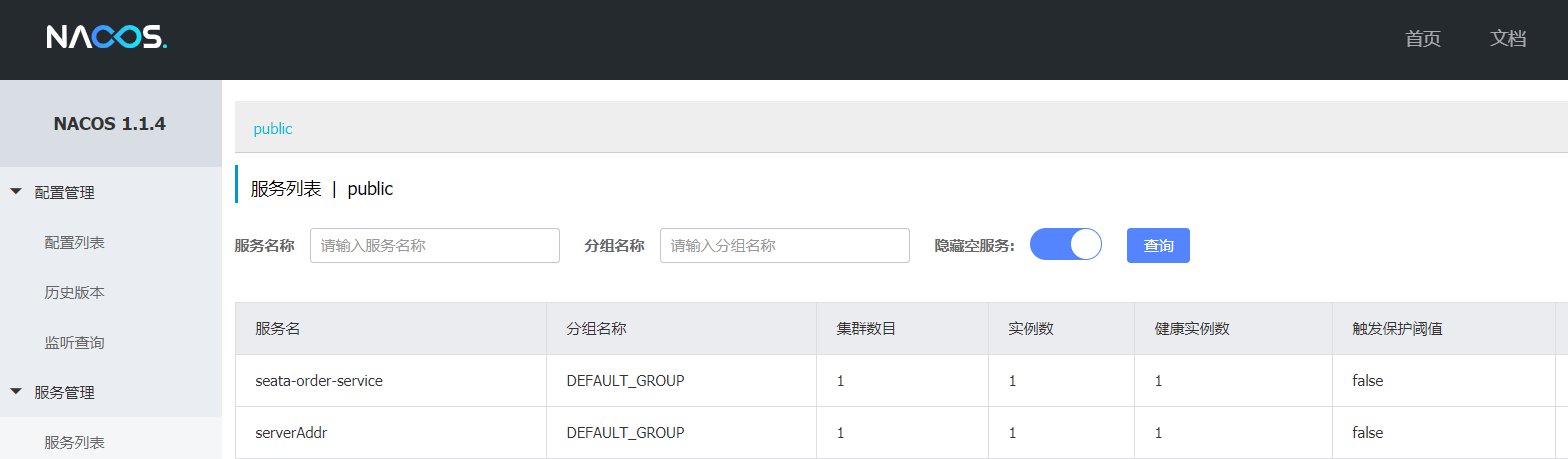 NACOS.
首页 文档
NACOS 1.1.4
配置管理
配置列表
历史版本
监听查询
服务管理
服务列表
public
服务列表 | public
服务名称 请输入服务名称 分组名称 请输入分组名称 隐藏空服务: 查询
服务名 分组名称 集群数目 实例数 健康实例数 触发保护阈值
seata-order-service DEFAULT_GROUP 1 1 1 false
serverAddr DEFAULT_GROUP 1 1 1 false